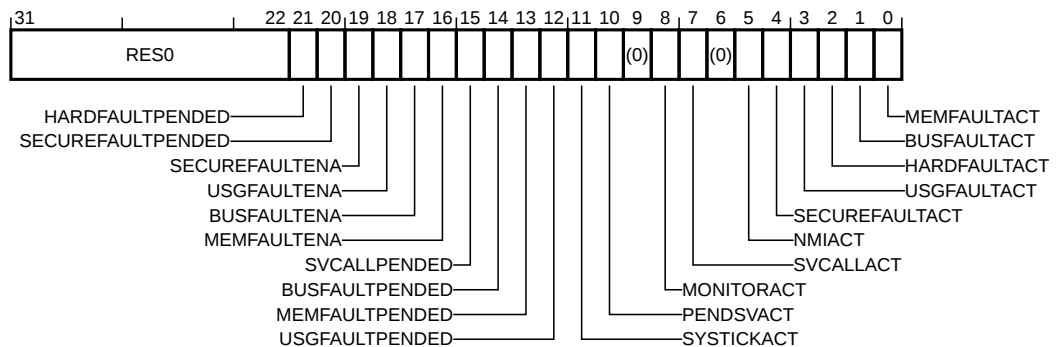 31 22 21 20 19 18 17 16 15 14 13 12 11 10 9 8 7 6 5 4 3 2 1 0
RES0 (0) (0)
HARDFAULTPENDED MEMFAULTACT
SECUREFAULTPENDED BUSFAULTACT
SECUREFAULTENA HARDFAULTACT
USGFAULTENA USGFAULTACT
BUSFAULTENA SECUREFAULTACT
MEMFAULTENA NMIACT
SVCALLPENDED SVCALLACT
BUSFAULTPENDED MONITORACT
MEMFAULTPENDED PENDSVACT
USGFAULTPENDED SYSTICKACT